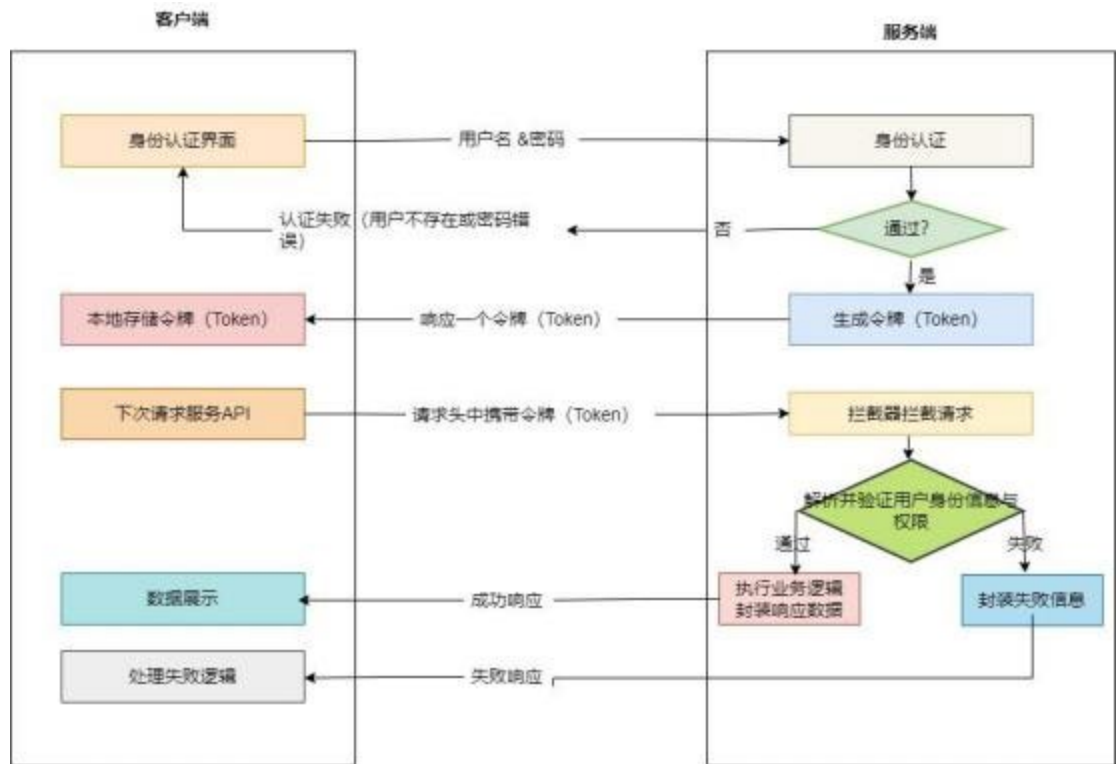 客户端
服务端
身份认证界面
用户名 &密码
身份认证
认证失败（用户不存在或密码错
误）
否
通过?
是
本地存储令牌（Token）
响应一个令牌（Token）
生成令牌（Token）
下次请求服务API
请求头中携带令牌（Token）
拦截器拦截请求
解析并验证用户身份信息与
权限
通过
失败
数据展示
成功响应
执行业务逻辑
封装响应数据
封装失败信息
处理失败逻辑
失败响应